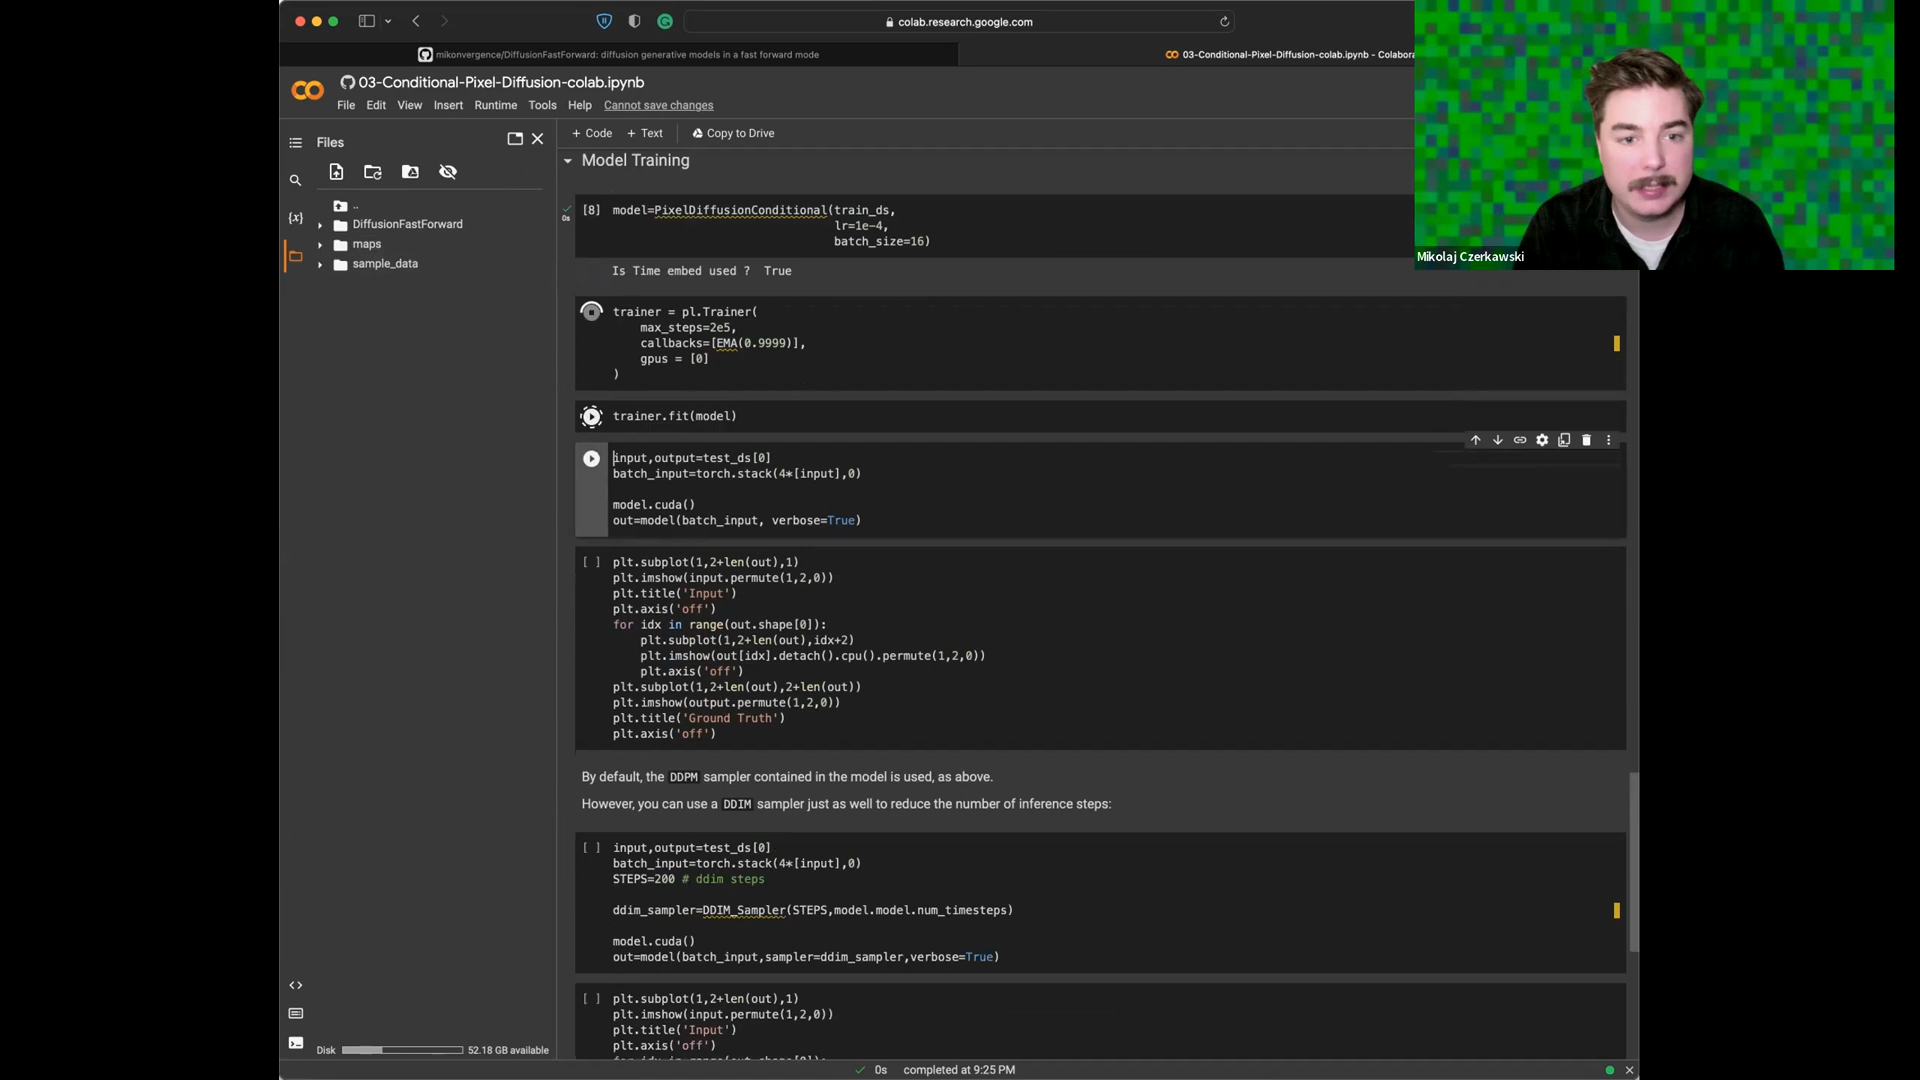 colab.research.google.com
mikonvergence/DiffusionFastForward: diffusion generative models in a fast forward mode
03-Conditional-Pixel-Diffusion-colab.ipynb - Colabora
03-Conditional-Pixel-Diffusion-colab.ipynb
File Edit View Insert Runtime Tools Help Cannot save changes
Files
+ Code + Text Copy to Drive
..
DiffusionFastForward
maps
sample_data
{x}
Model Training
[8] model=PixelDiffusionConditional(train_ds,
lr=1e-4,
batch_size=16)
0s
Is Time embed used ? True
trainer = pl.Trainer(
max_steps=2e5,
callbacks=[EMA(0.9999)],
gpus = [0]
)
trainer.fit(model)
input,output=test_ds[0]
batch_input=torch.stack(4*[input],0)
model.cuda()
out=model(batch_input, verbose=True)
[ ] plt.subplot(1,2+len(out),1)
plt.imshow(input.permute(1,2,0))
plt.title('Input')
plt.axis('off')
for idx in range(out.shape[0]):
plt.subplot(1,2+len(out),idx+2)
plt.imshow(out[idx].detach().cpu().permute(1,2,0))
plt.axis('off')
plt.subplot(1,2+len(out),2+len(out))
plt.imshow(output.permute(1,2,0))
plt.title('Ground Truth')
plt.axis('off')
By default, the DDPM sampler contained in the model is used, as above.
However, you can use a DDIM sampler just as well to reduce the number of inference steps:
[ ] input,output=test_ds[0]
batch_input=torch.stack(4*[input],0)
STEPS=200 # ddim steps
ddim_sampler=DDIM_Sampler(STEPS,model.model.num_timesteps)
model.cuda()
out=model(batch_input,sampler=ddim_sampler,verbose=True)
[ ] plt.subplot(1,2+len(out),1)
plt.imshow(input.permute(1,2,0))
plt.title('Input')
plt.axis('off')
for idx in range(out.shape[0]):
Disk 52.18 GB available
0s completed at 9:25 PM
Mikolaj Czerkawski